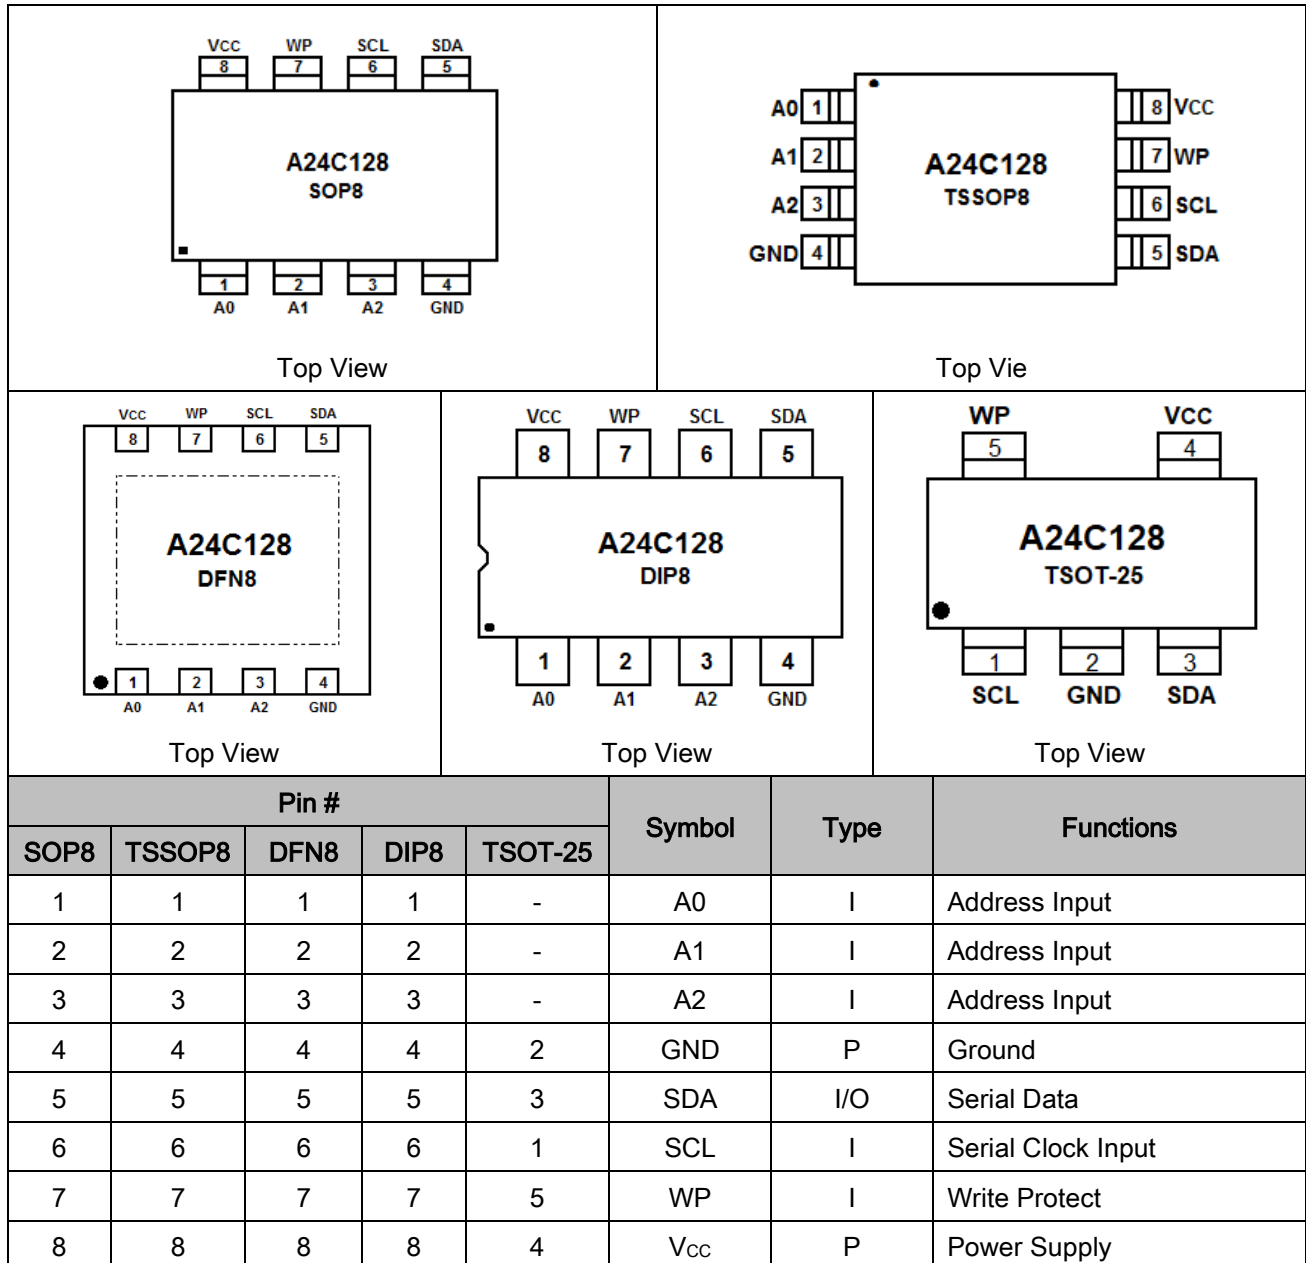 VCC WP SCL SDA
8 7 6 5
A24C128
SOP8
1 2 3 4
A0 A1 A2 GND
Top View
A0 1 8 VCC
A1 2 7 WP
A24C128
TSSOP8
A2 3 6 SCL
GND 4 5 SDA
Top Vie
VCC WP SCL SDA
8 7 6 5
A24C128
DFN8
1 2 3 4
A0 A1 A2 GND
Top View
VCC WP SCL SDA
8 7 6 5
A24C128
DIP8
1 2 3 4
A0 A1 A2 GND
Top View
WP VCC
5 4
A24C128
TSOT-25
1 2 3
SCL GND SDA
Top View
Pin # Symbol Type Functions
SOP8 TSSOP8 DFN8 DIP8 TSOT-25
1 1 1 1 - A0 I Address Input
2 2 2 2 - A1 I Address Input
3 3 3 3 - A2 I Address Input
4 4 4 4 2 GND P Ground
5 5 5 5 3 SDA I/O Serial Data
6 6 6 6 1 SCL I Serial Clock Input
7 7 7 7 5 WP I Write Protect
8 8 8 8 4 VCC P Power Supply